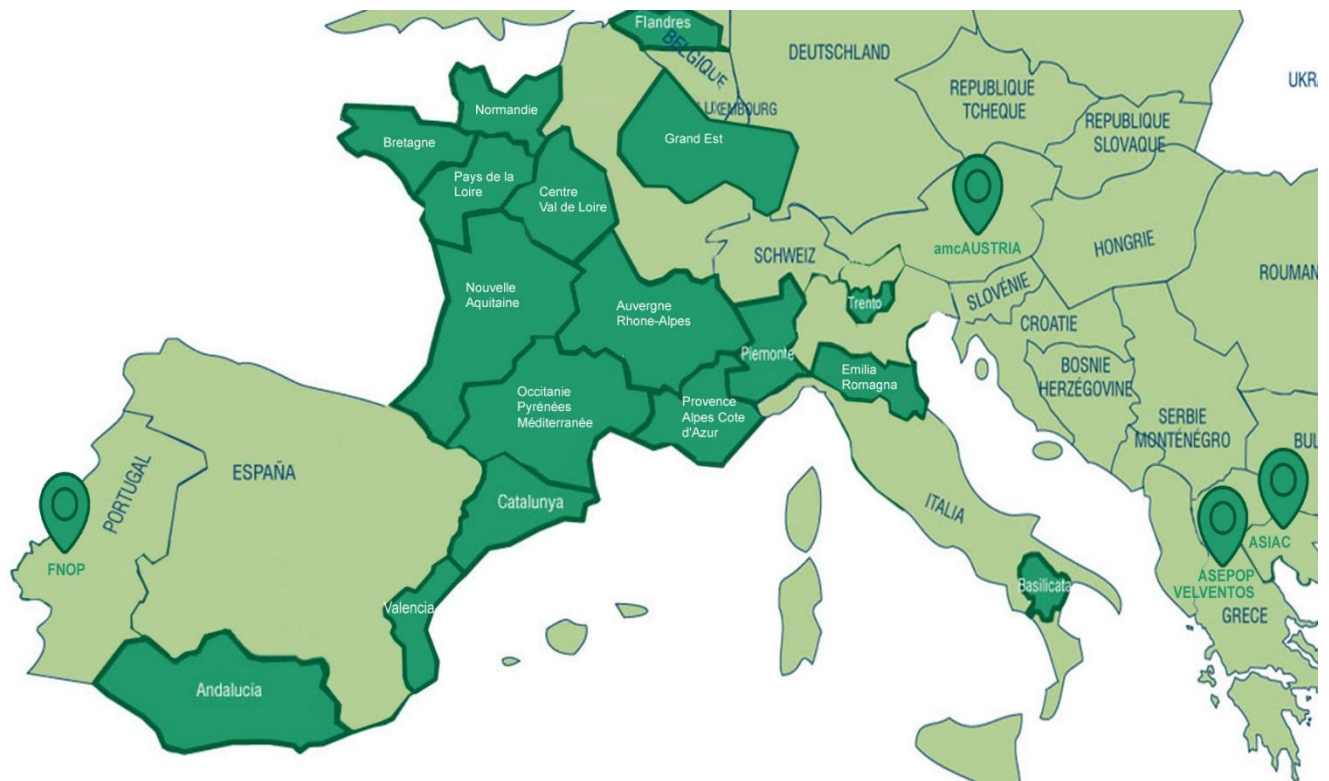 Flandres
BELGIQUE
DEUTSCHLAND
LUXEMBOURG
REPUBLIQUE
TCHEQUE
REPUBLIQUE
SLOVAQUE
UKRA
Normandie
Bretagne
Grand Est
Pays de la
Loire
Centre
Val de Loire
amcAUSTRIA
HONGRIE
SCHWEIZ
ROUMAN
Nouvelle
Aquitaine
Auvergne
Rhone-Alpes
Trento
SLOVÉNIE
CROATIE
Piemonte
Emilia
Romagna
BOSNIE
HERZÉGOVINE
Occitanie
Pyrénées
Méditerranée
Provence
Alpes Cote
d'Azur
SERBIE
MONTÉNÉGRO
BUL
PORTUGAL
ESPAÑA
Catalunya
ITALIA
FNOP
ASIAC
ASEPOP
VELVENTOS
Basilicata
Valencia
GRECE
Andalucía